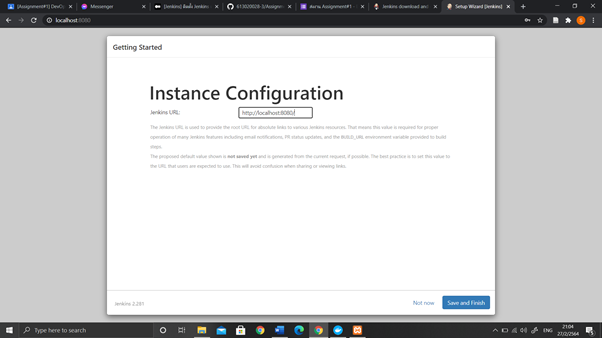 [Assignment#1] DevO
Messenger
[Jenkins] ติดตั้ง Jenkins
613020028-3/Assignm
ส่งงาน Assignment#1
Jenkins download an
Setup Wizard [Jenkins]
localhost:8080
Getting Started
Instance Configuration
Jenkins URL:
http://localhost:8080/
The Jenkins URL is used to provide the root URL for absolute links to various Jenkins resources. That means this value is required for proper
operation of many Jenkins features including email notifications, PR status updates, and the BUILD_URL environment variable provided to build
steps.
The proposed default value shown is not saved yet and is generated from the current request, if possible. The best practice is to set this value to
the URL that users are expected to use. This will avoid confusion when sharing or viewing links.
Jenkins 2.281
Not now
Save and Finish
Type here to search
ENG
21:04
27/2/2564